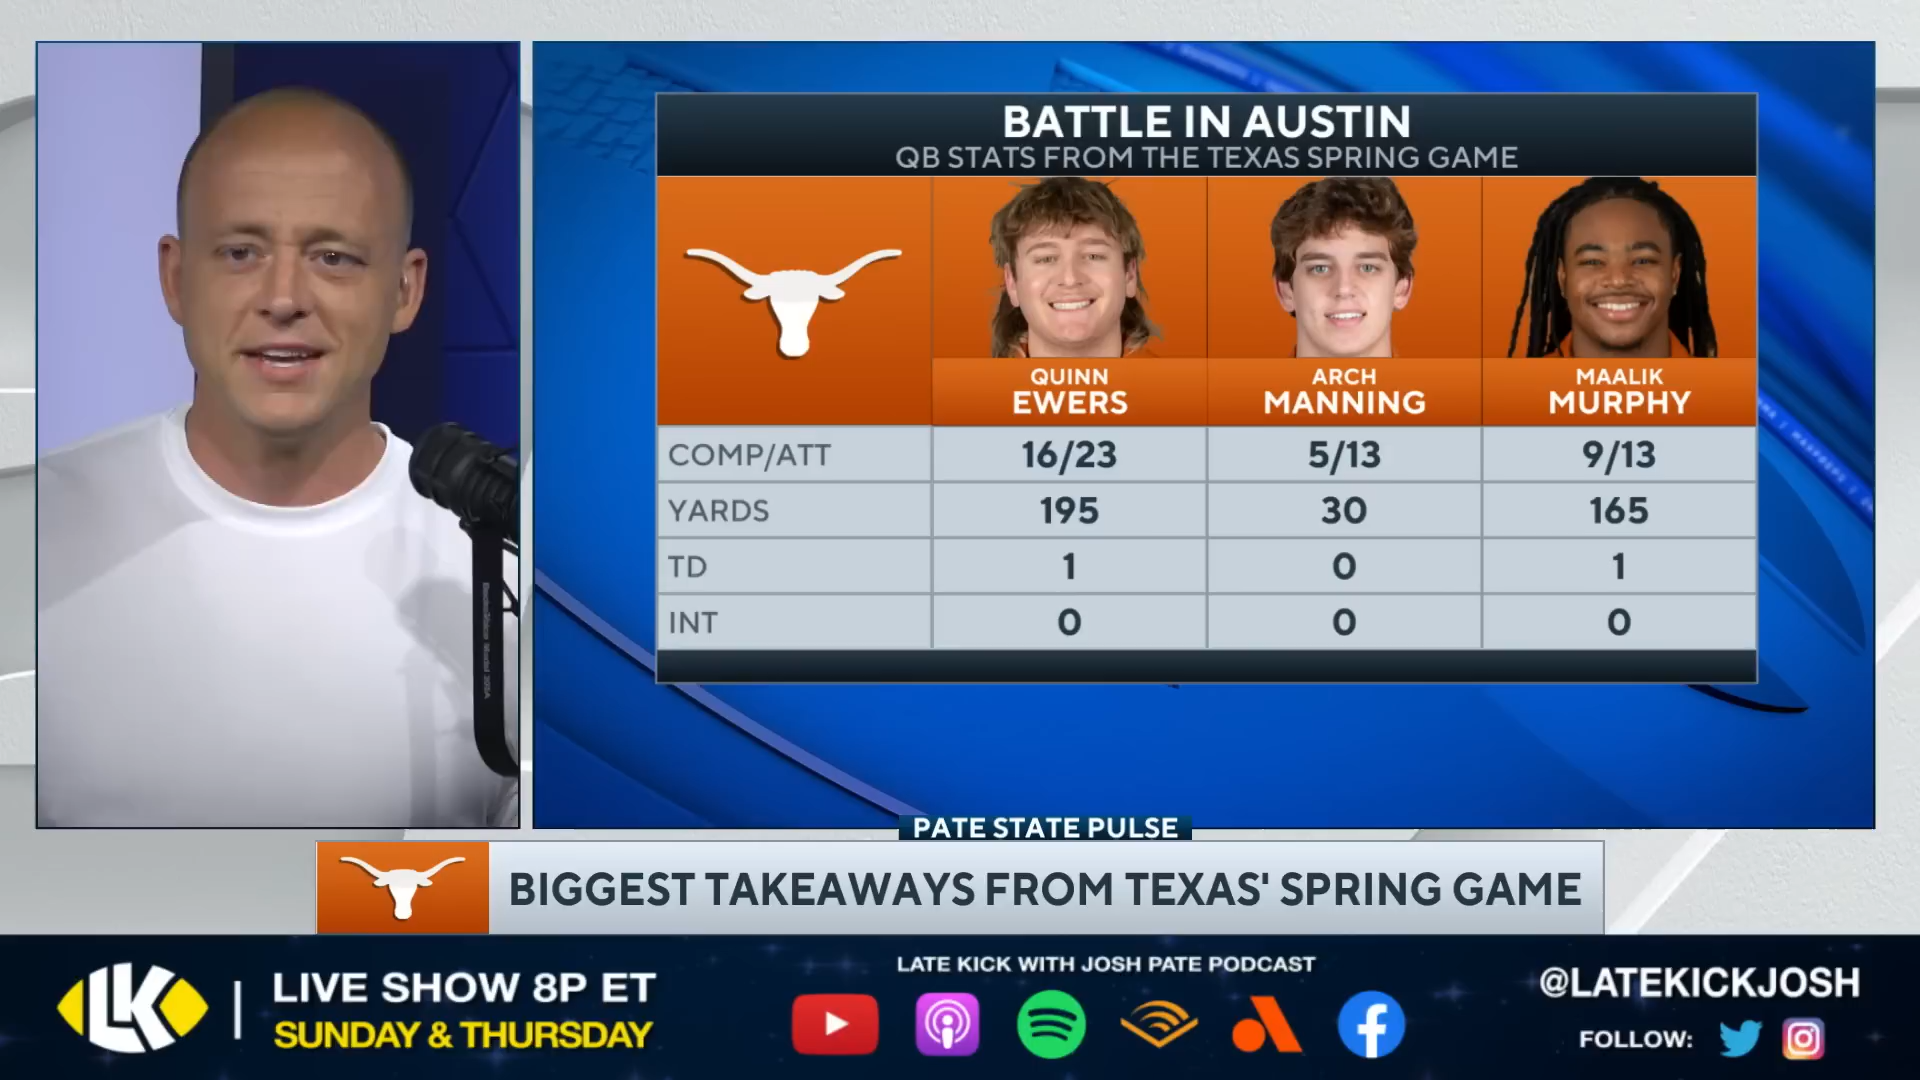 BATTLE IN AUSTIN
QB STATS FROM THE TEXAS SPRING GAME
QUINN EWERS
ARCH MANNING
MAALIK MURPHY
COMP/ATT 16/23 5/13 9/13
YARDS 195 30 165
TD 1 0 1
INT 0 0 0
PATE STATE PULSE
BIGGEST TAKEAWAYS FROM TEXAS' SPRING GAME
LK
LIVE SHOW 8P ET
SUNDAY & THURSDAY
LATE KICK WITH JOSH PATE PODCAST
@LATEKICKJOSH
FOLLOW: